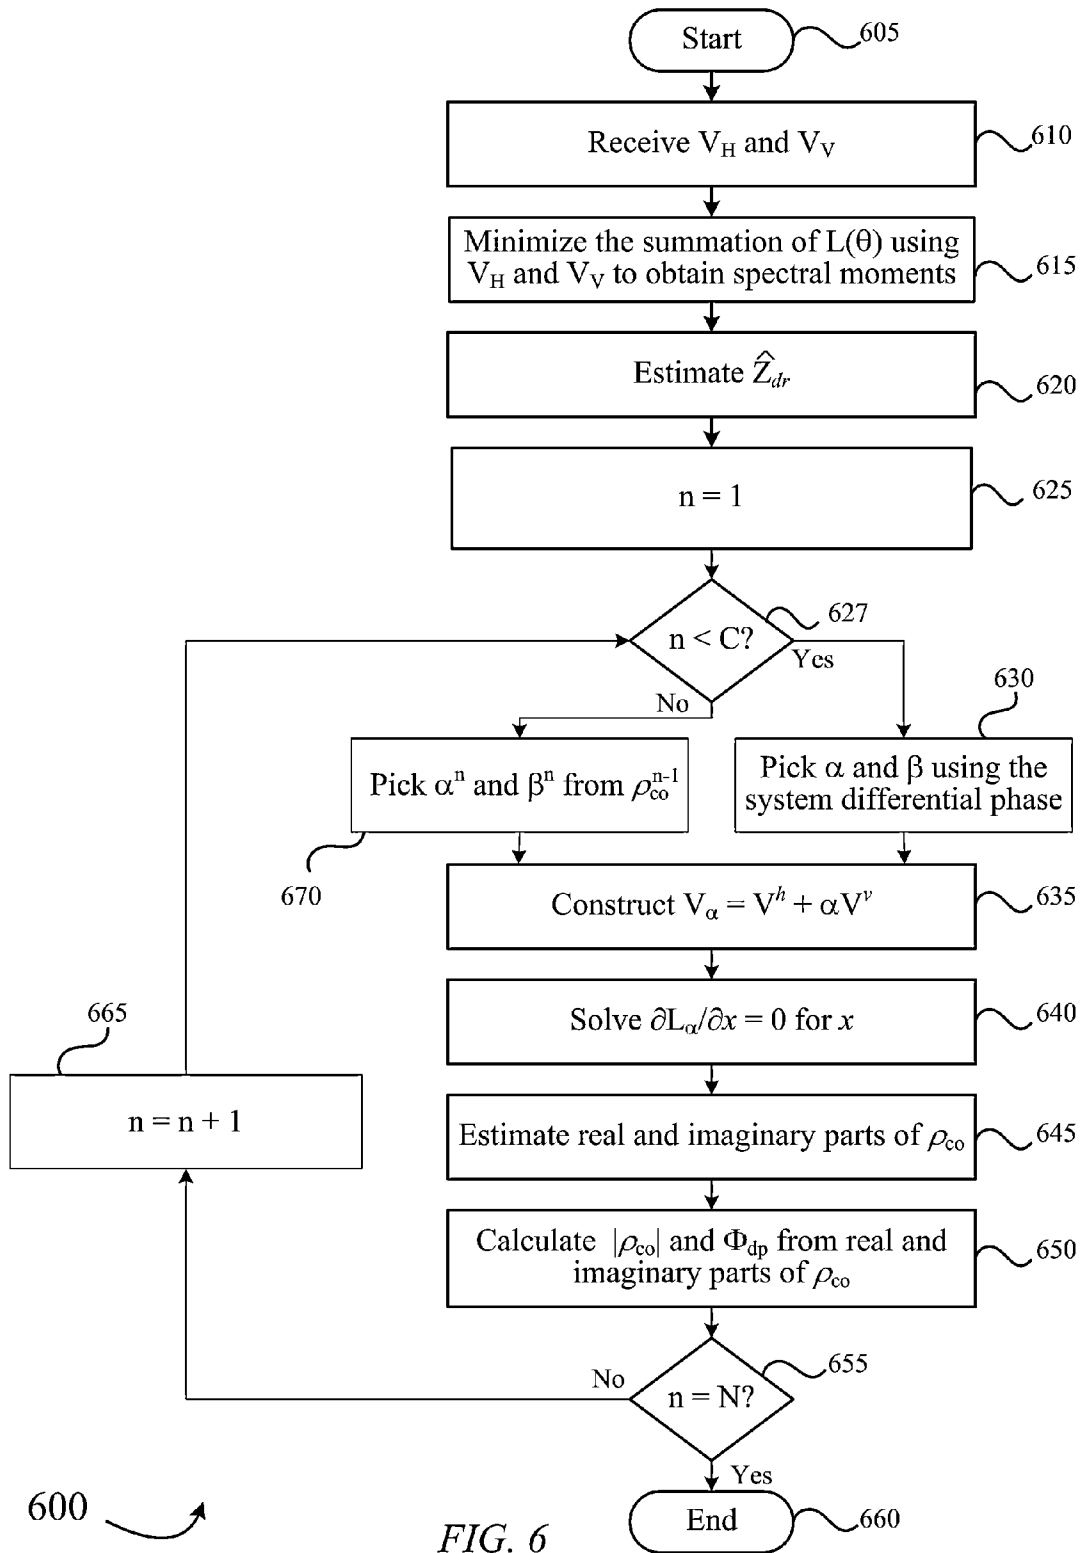 Start
605
Receive V_H and V_V
610
Minimize the summation of L(θ) using
V_H and V_V to obtain spectral moments
615
Estimate Ẑ_dr
620
n = 1
625
n < C?
627
Yes
No
630
Pick αⁿ and βⁿ from ρ_co^n-1
Pick α and β using the
system differential phase
670
Construct V_α = V^h + αV^v
635
Solve ∂L_α/∂x = 0 for x
640
665
n = n + 1
Estimate real and imaginary parts of ρ_co
645
Calculate |ρ_co| and Φ_dp from real and
imaginary parts of ρ_co
650
No
n = N?
655
Yes
600
End
660
FIG. 6